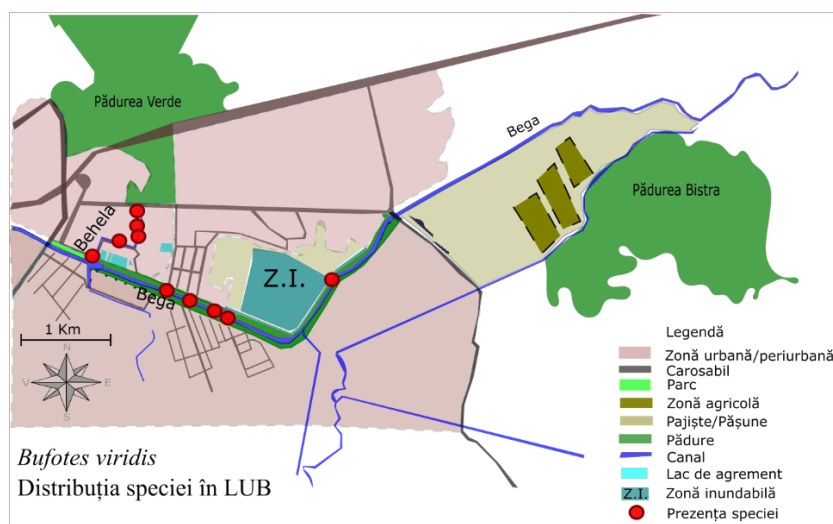 Pădurea Verde
Bega
Pădurea Bistra
Behela
Z.I.
Bega
1 Km
N
V
E
S
Legendă
Zonă urbană/periurbană
Carosabil
Parc
Zonă agricolă
Pajiște/Pășune
Pădure
Canal
Lac de agrement
Z.I. Zonă inundabilă
Prezența speciei
Bufotes viridis
Distribuția speciei în LUB